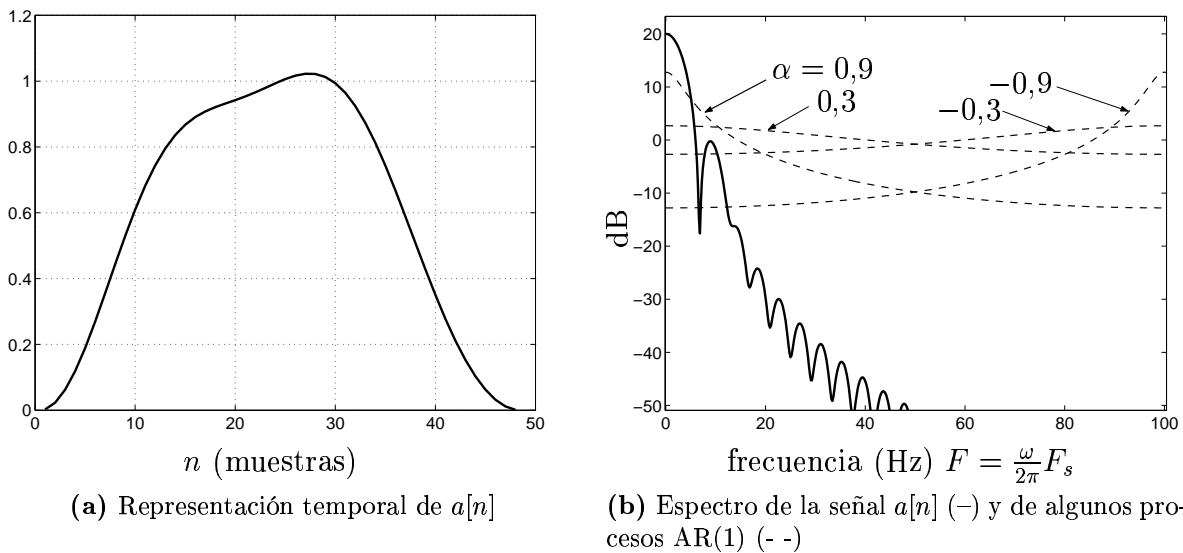 1.2
1
0.8
0.6
0.4
0.2
0
0 10 20 30 40 50
n (muestras)
(a) Representación temporal de a[n]
20
10
0
−10
−20
−30
−40
−50
dB
α = 0,9
0,3
−0,9
−0,3
0 20 40 60 80 100
frecuencia (Hz) F = ω/2π Fs
(b) Espectro de la señal a[n] (–) y de algunos pro-
cesos AR(1) (- -)